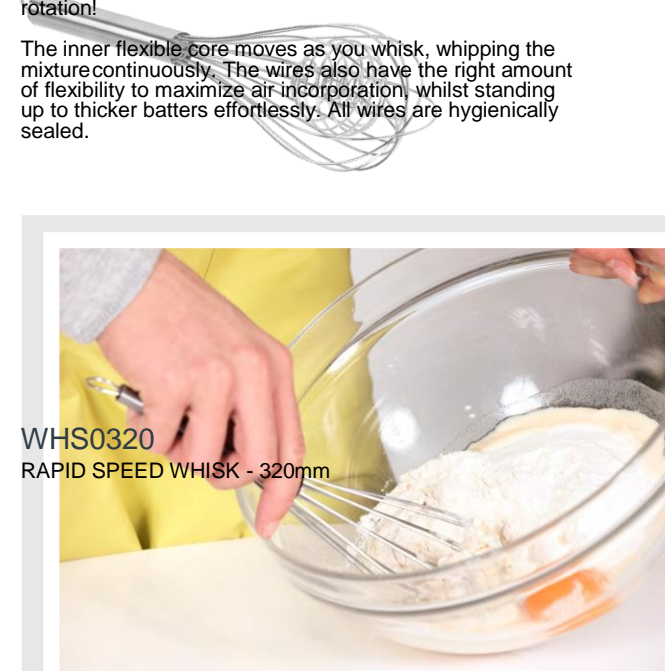 rotation!
The inner flexible core moves as you whisk, whipping the
mixture continuously. The wires also have the right amount
of flexibility to maximize air incorporation, whilst standing
up to thicker batters effortlessly. All wires are hygienically
sealed.
WHS0320
RAPID SPEED WHISK - 320mm